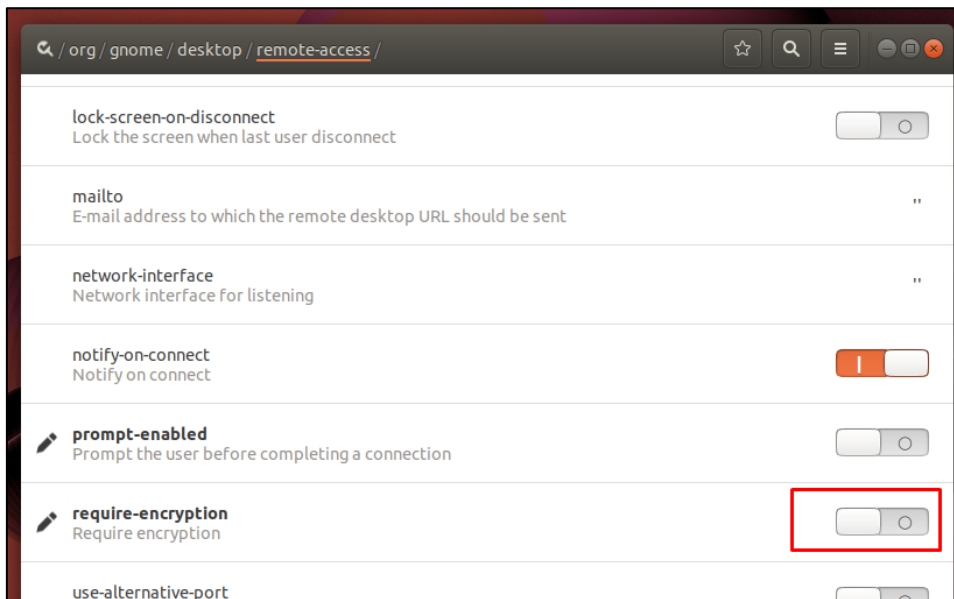 / org / gnome / desktop / remote-access /
lock-screen-on-disconnect
Lock the screen when last user disconnect
mailto
E-mail address to which the remote desktop URL should be sent
''
network-interface
Network interface for listening
''
notify-on-connect
Notify on connect
prompt-enabled
Prompt the user before completing a connection
require-encryption
Require encryption
use-alternative-port